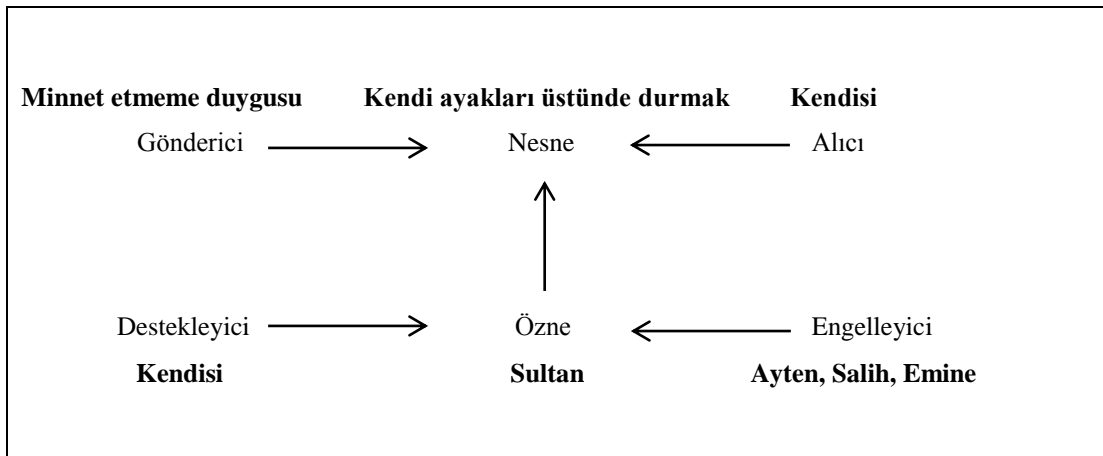 Minnet etmeme duygusu Kendi ayakları üstünde durmak Kendisi
Gönderici Nesne Alıcı
Destekleyici Özne Engelleyici
Kendisi Sultan Ayten, Salih, Emine